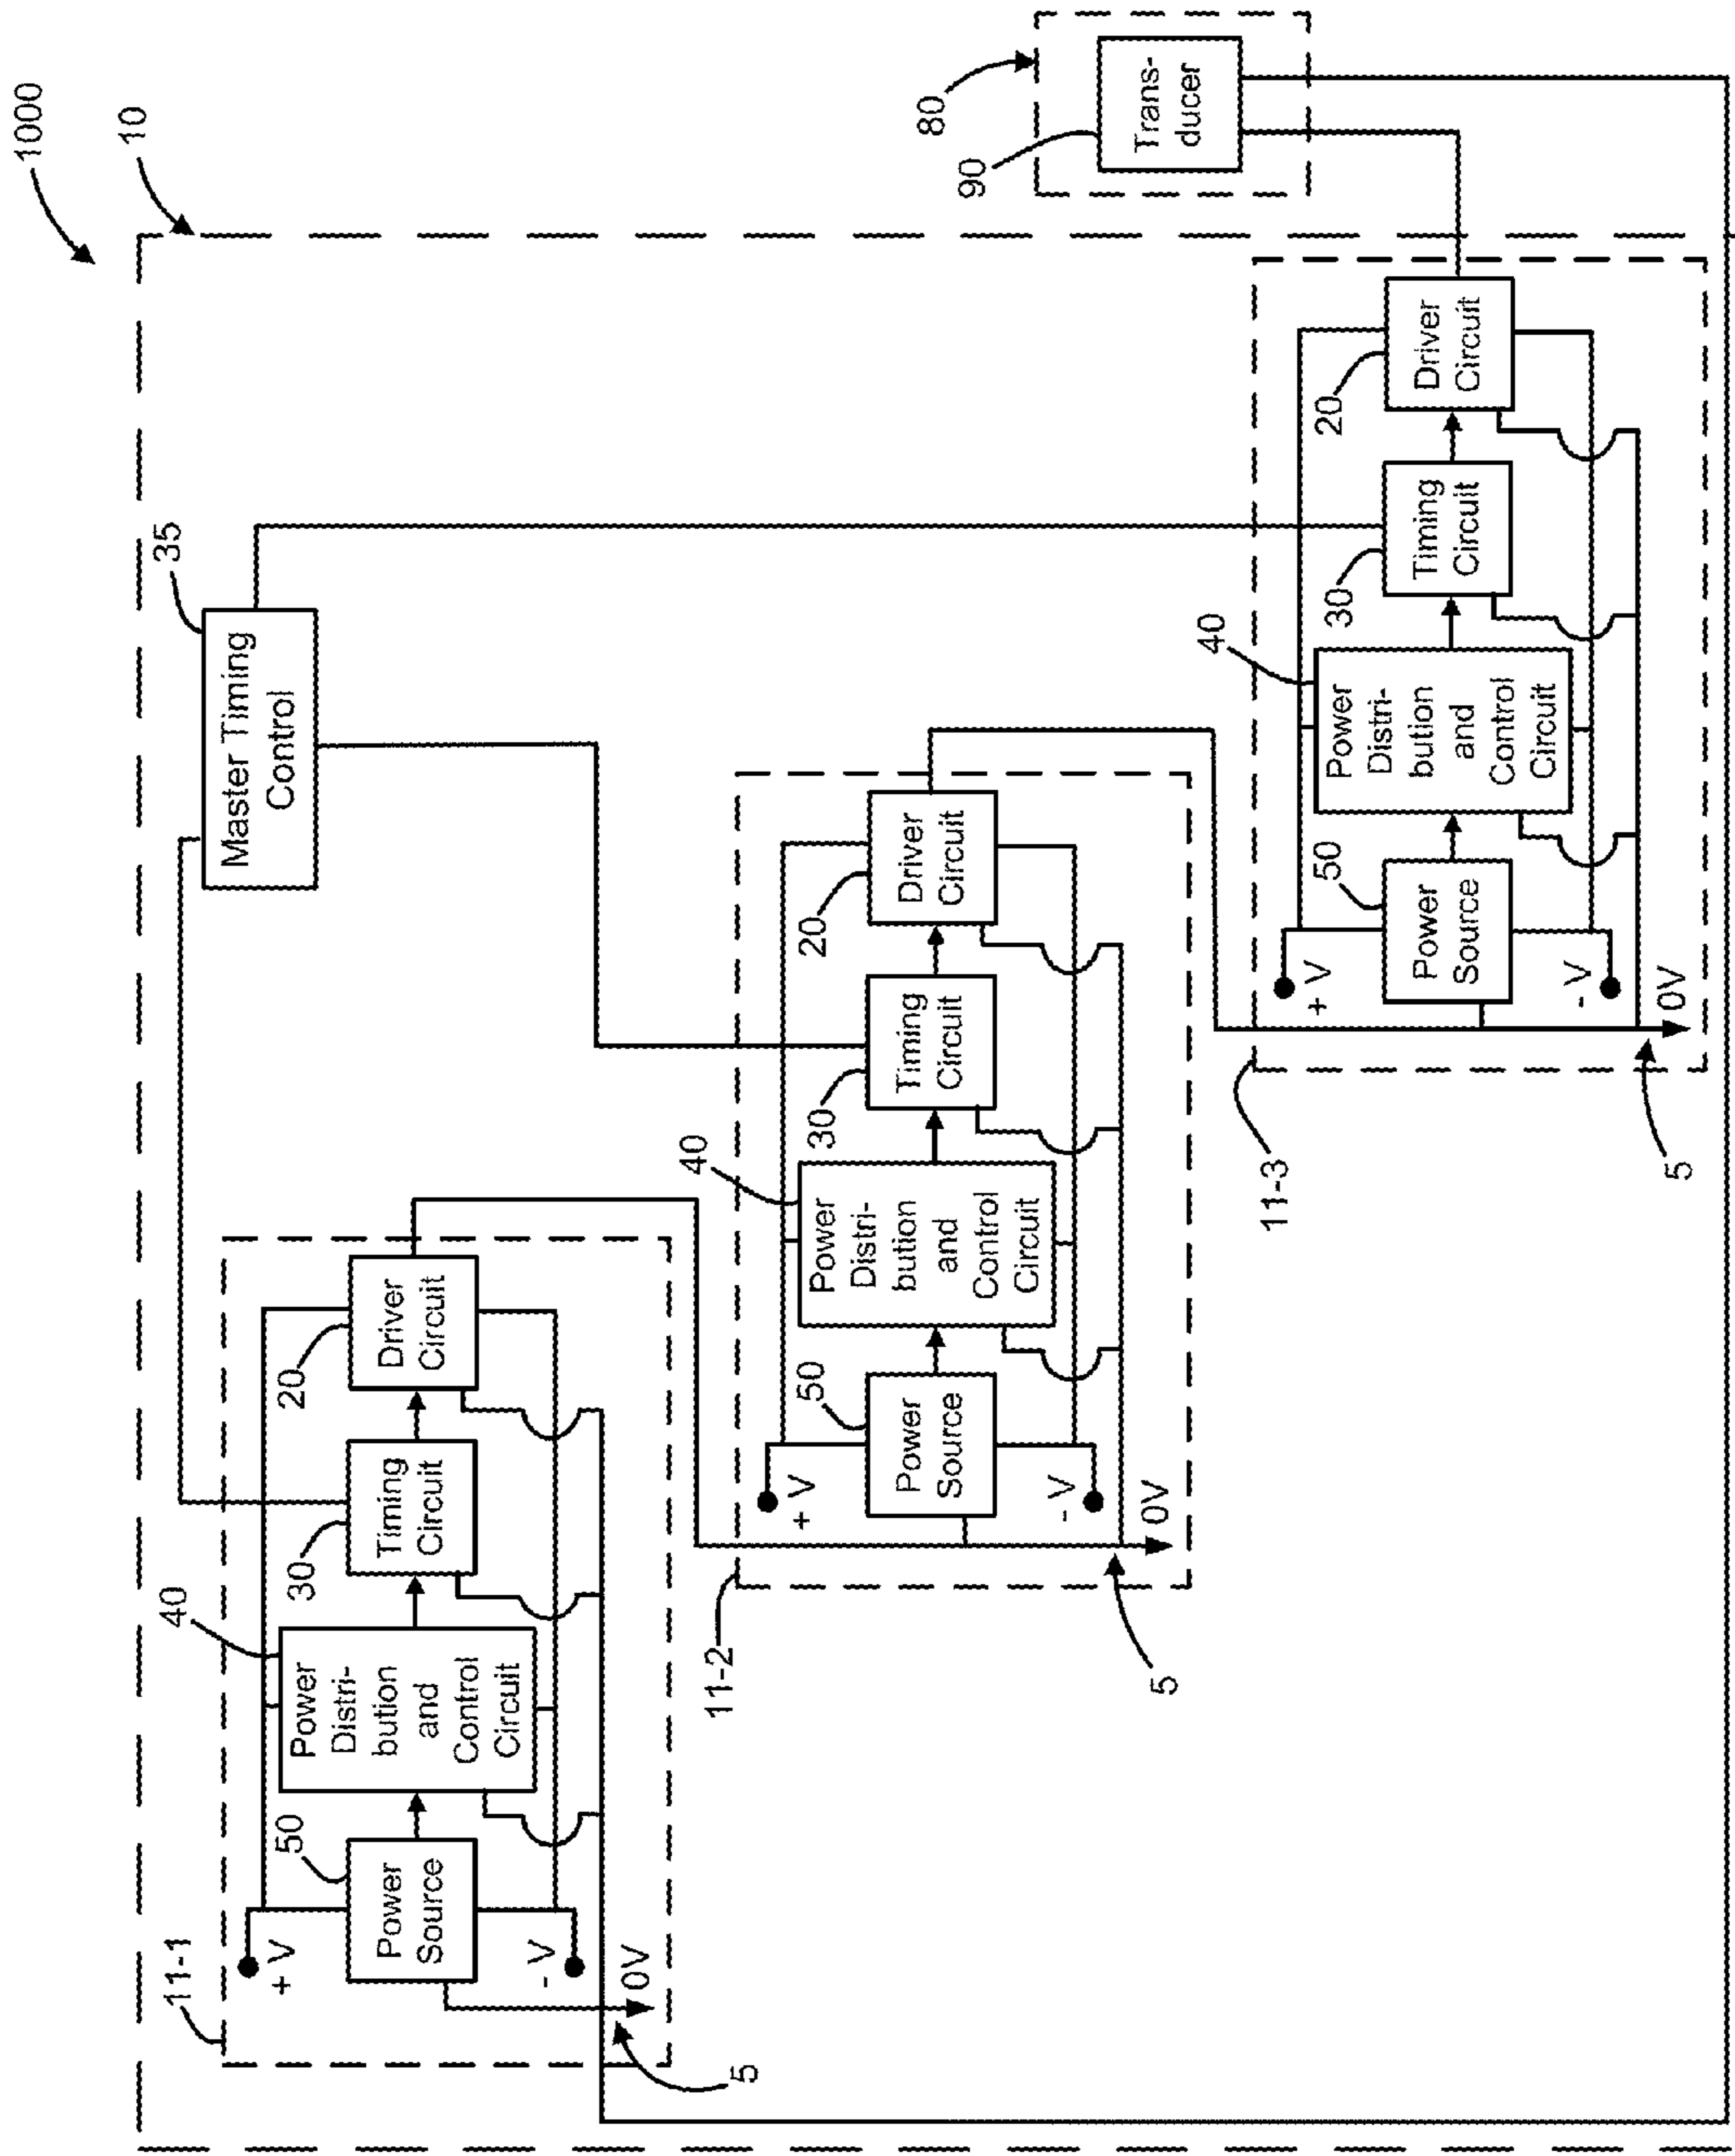 1000
10
35
Master Timing
Control
80
90
Trans-
ducer
11-1
+ V
50
Power
Source
- V
0V
5
40
Power
Distri-
bution
and
Control
Circuit
30
Timing
Circuit
20
Driver
Circuit
11-2
+ V
50
Power
Source
- V
0V
5
40
Power
Distri-
bution
and
Control
Circuit
30
Timing
Circuit
20
Driver
Circuit
11-3
+ V
50
Power
Source
- V
0V
5
40
Power
Distri-
bution
and
Control
Circuit
30
Timing
Circuit
20
Driver
Circuit